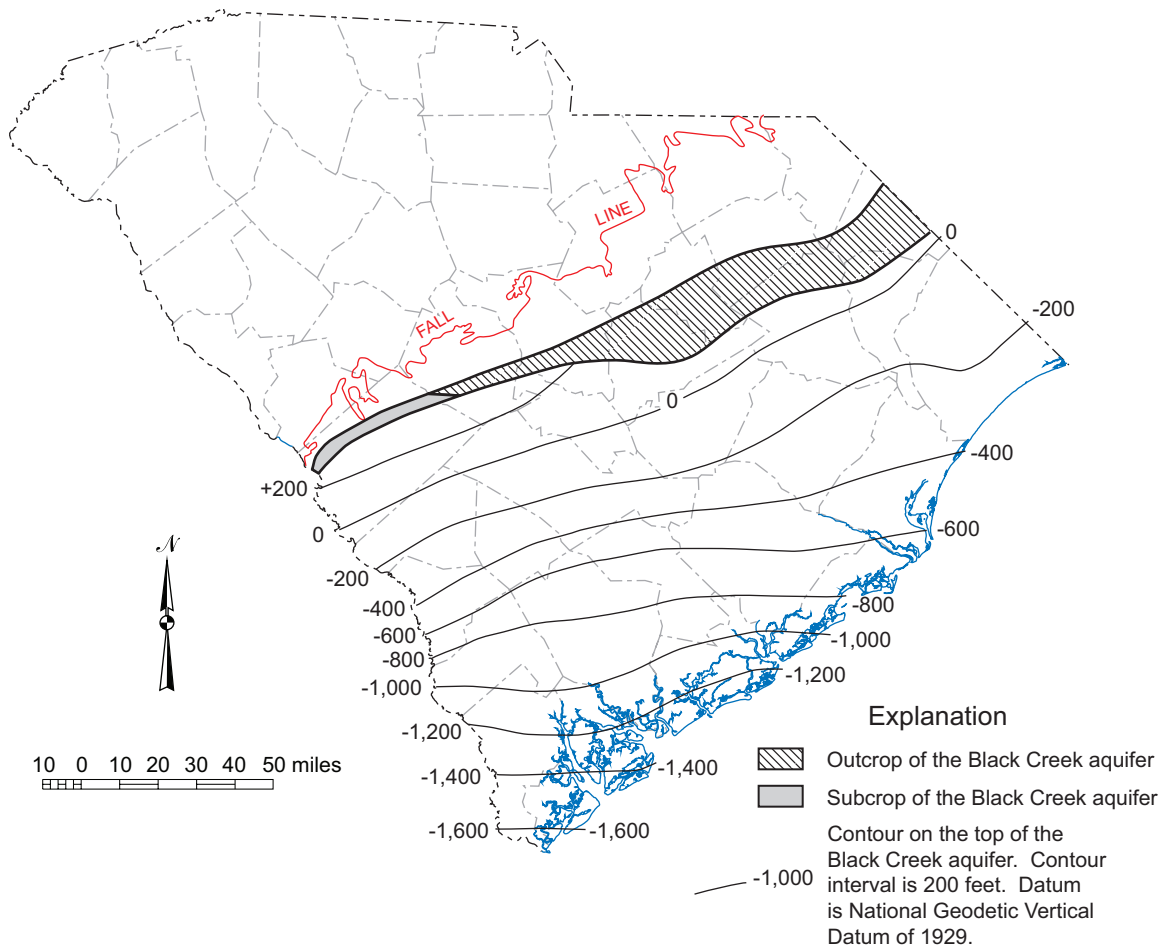 LINE
FALL
0
-200
0
-400
+200
0
-600
-200
-400
-800
-600
-1,000
-800
-1,200
-1,000
-1,200
-1,400
-1,400
-1,600
-1,600
N
10 0 10 20 30 40 50 miles
Explanation
Outcrop of the Black Creek aquifer
Subcrop of the Black Creek aquifer
-1,000
Contour on the top of the
Black Creek aquifer. Contour
interval is 200 feet. Datum
is National Geodetic Vertical
Datum of 1929.